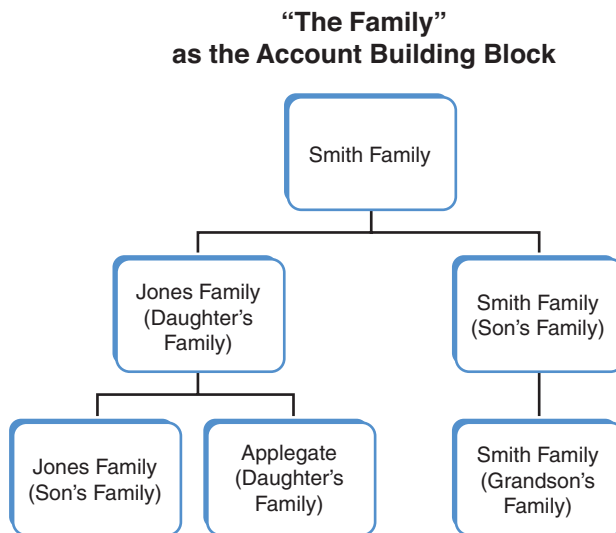 “The Family”
as the Account Building Block
Smith Family
Jones Family
(Daughter’s
Family)
Smith Family
(Son’s Family)
Jones Family
(Son’s Family)
Applegate
(Daughter’s
Family)
Smith Family
(Grandson’s
Family)